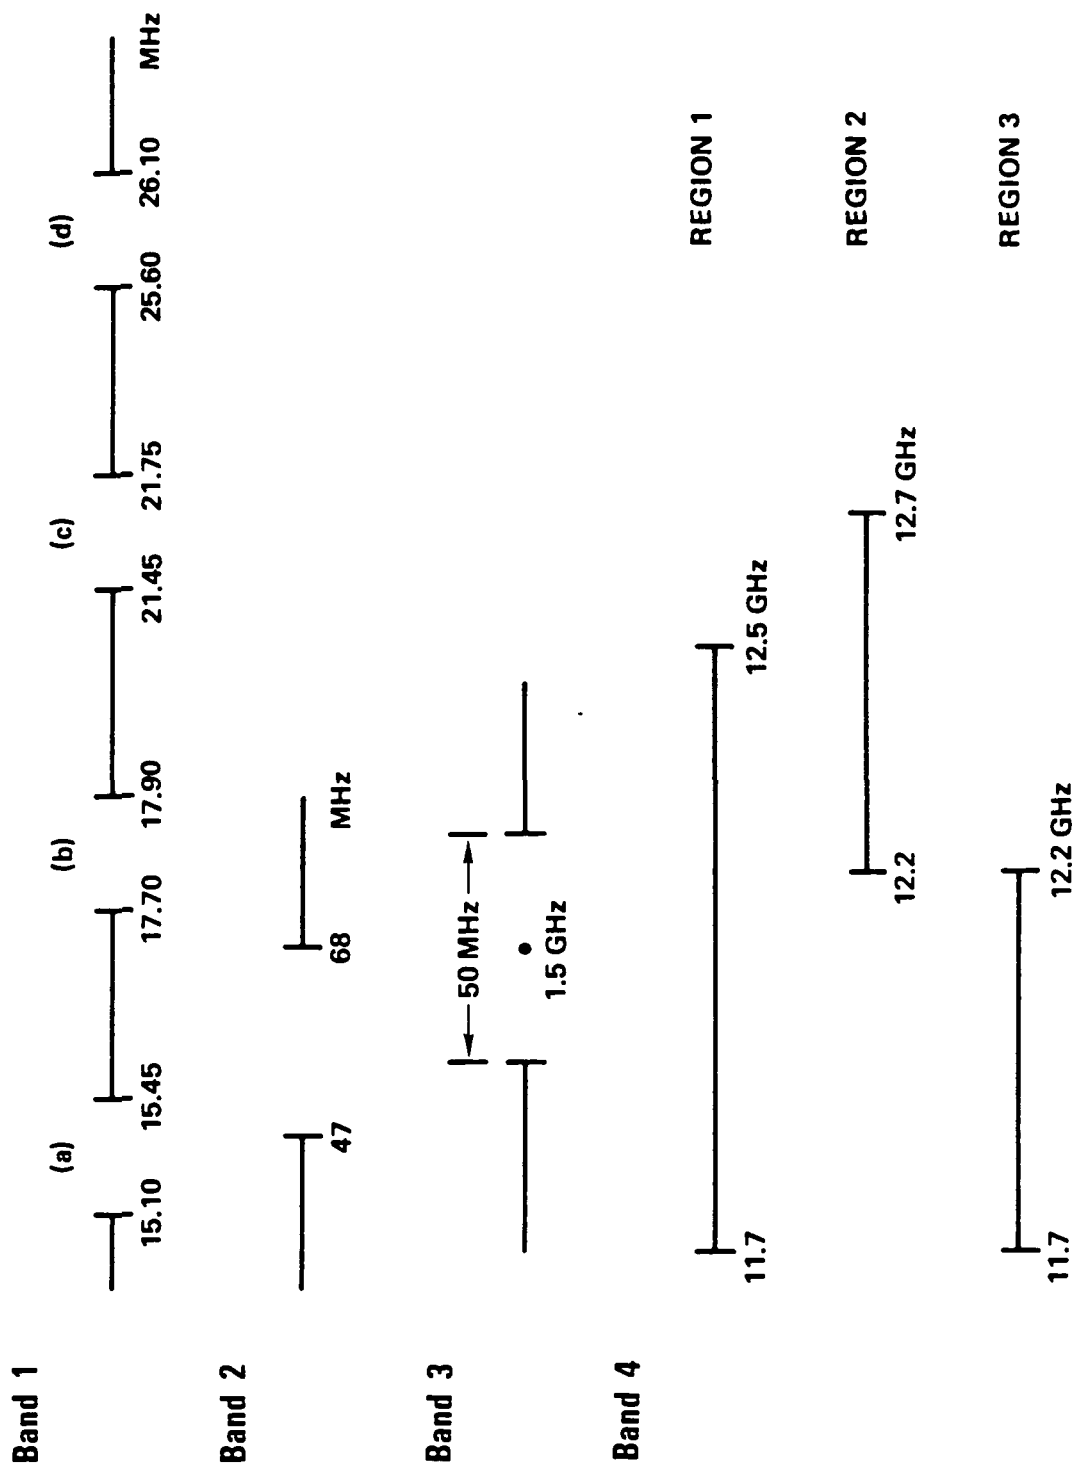 Band 1
(a) (b) (c) (d)
15.10 15.45 17.70 17.90 21.45 21.75 25.60 26.10 MHz
Band 2
47 68 MHz
Band 3
50 MHz
1.5 GHz
Band 4
11.7 12.5 GHz REGION 1
12.2 12.7 GHz REGION 2
11.7 12.2 GHz REGION 3